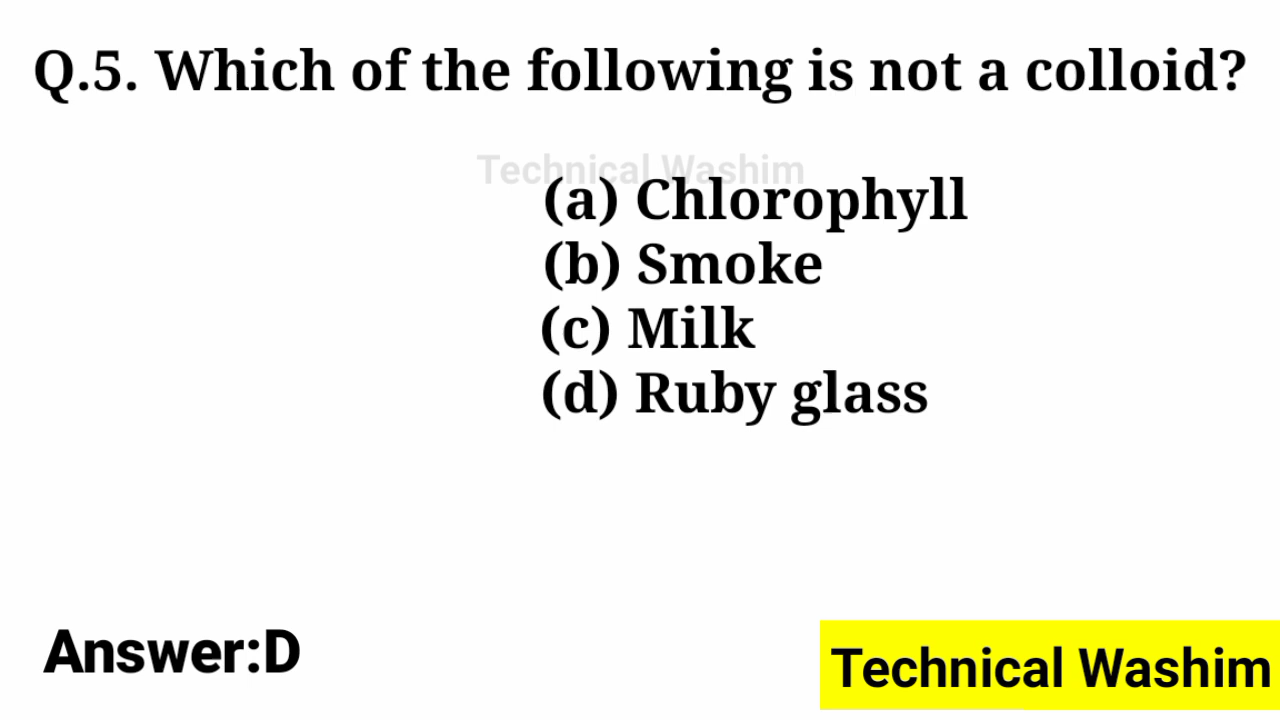 Q.5. Which of the following is not a colloid?
Technical Washim
(a) Chlorophyll
(b) Smoke
(c) Milk
(d) Ruby glass
Answer:D
Technical Washim